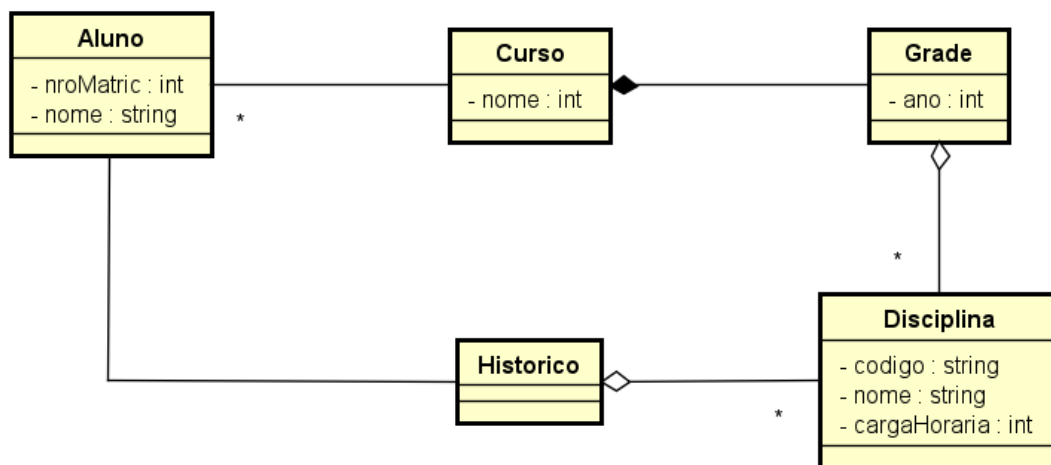 Aluno
- nroMatric : int
- nome : string
*
Curso
- nome : int
Grade
- ano : int
*
Historico
*
Disciplina
- codigo : string
- nome : string
- cargaHoraria : int